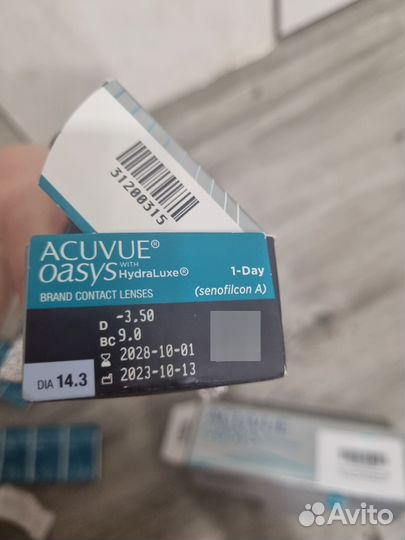 31200315
ACUVUE®
OASYS WITH HydraLuxe® 1-Day
BRAND CONTACT LENSES (senofilcon A)
D -3.50
BC 9.0
2028-10-01
2023-10-13
DIA 14.3
ACUVUE
Avito